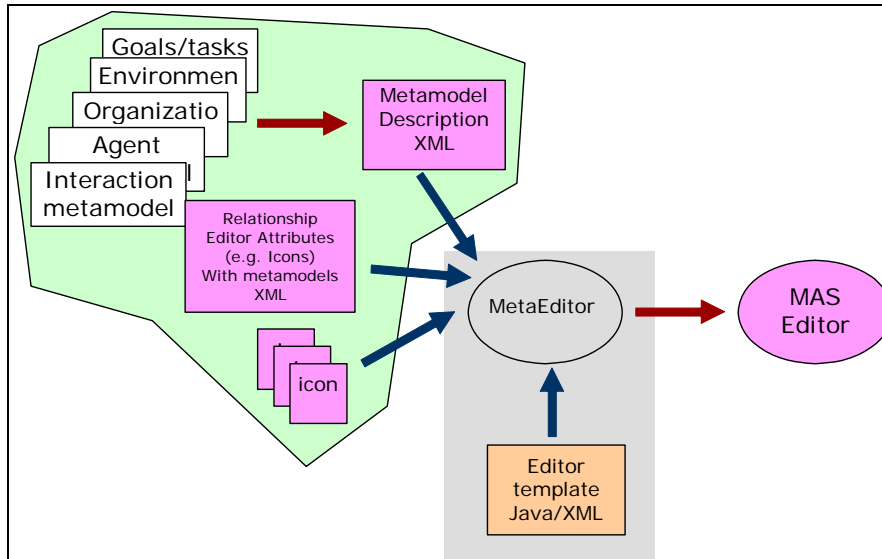 Goals/tasks
Environmen
Organizatio
Agent
Interaction
metamodel
Metamodel
Description
XML
Relationship
Editor Attributes
(e.g. Icons)
With metamodels
XML
icon
MetaEditor
MAS
Editor
Editor
template
Java/XML